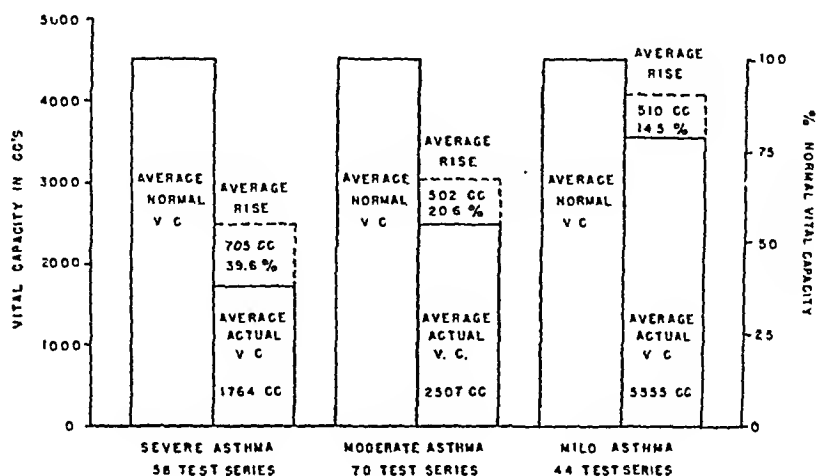 5000
4000
3000
2000
1000
0
VITAL CAPACITY IN CC'S
AVERAGE
NORMAL
V C
AVERAGE
RISE
705 CC
39.6 %
AVERAGE
ACTUAL
V C
1764 CC
SEVERE ASTHMA
58 TEST SERIES
AVERAGE
NORMAL
V C
AVERAGE
RISE
502 CC
20.6 %
AVERAGE
ACTUAL
V. C.
2507 CC
MODERATE ASTHMA
70 TEST SERIES
AVERAGE
NORMAL
V C
AVERAGE
RISE
510 CC
14.5 %
AVERAGE
ACTUAL
V C
3555 CC
MILD ASTHMA
44 TEST SERIES
100
75
50
25
0
% NORMAL VITAL CAPACITY